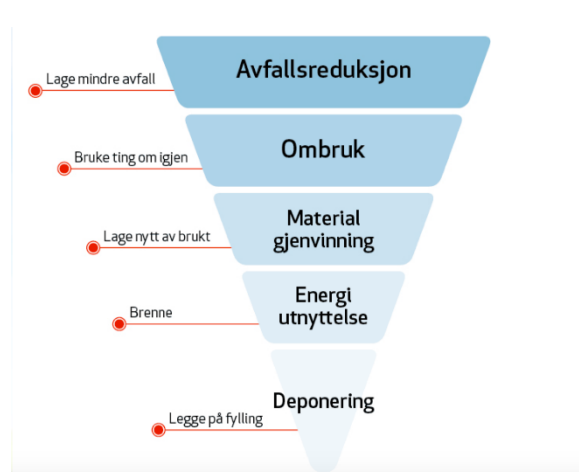 Avfallsreduksjon
Lage mindre avfall
Ombruk
Bruke ting om igjen
Material
gjenvinning
Lage nytt av brukt
Energi
utnyttelse
Brenne
Deponering
Legge på fylling